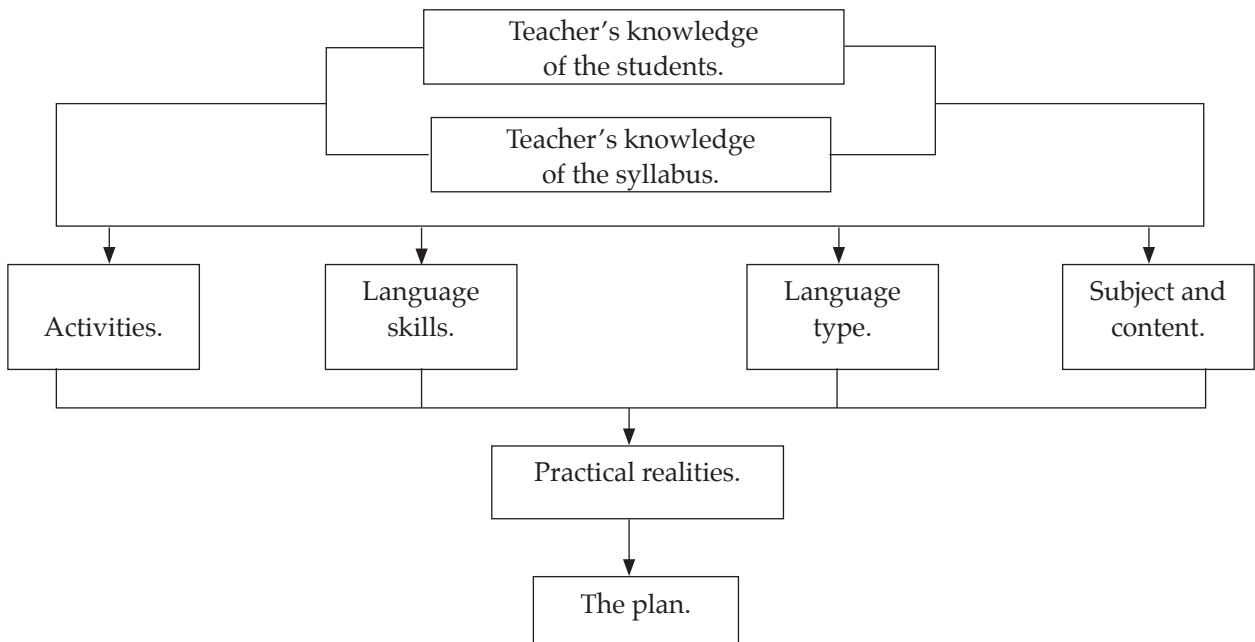 Teacher’s knowledge
of the students.
Teacher’s knowledge
of the syllabus.
Activities.
Language
skills.
Language
type.
Subject and
content.
Practical realities.
The plan.